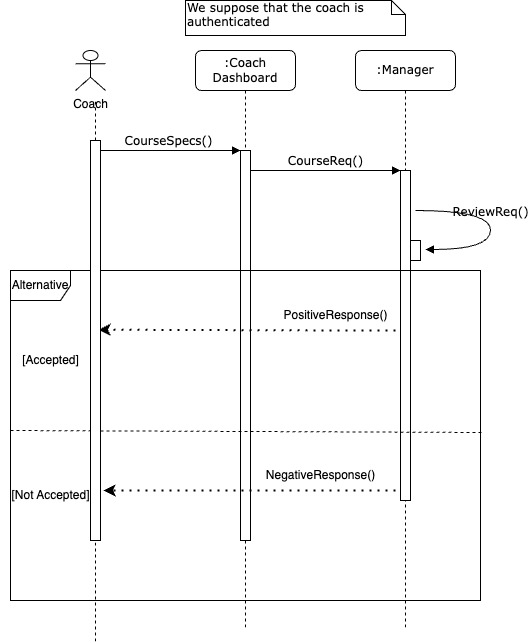 We suppose that the coach is
authenticated
Coach
:Coach
Dashboard
:Manager
CourseSpecs()
CourseReq()
ReviewReq()
Alternative
PositiveResponse()
[Accepted]
NegativeResponse()
[Not Accepted]